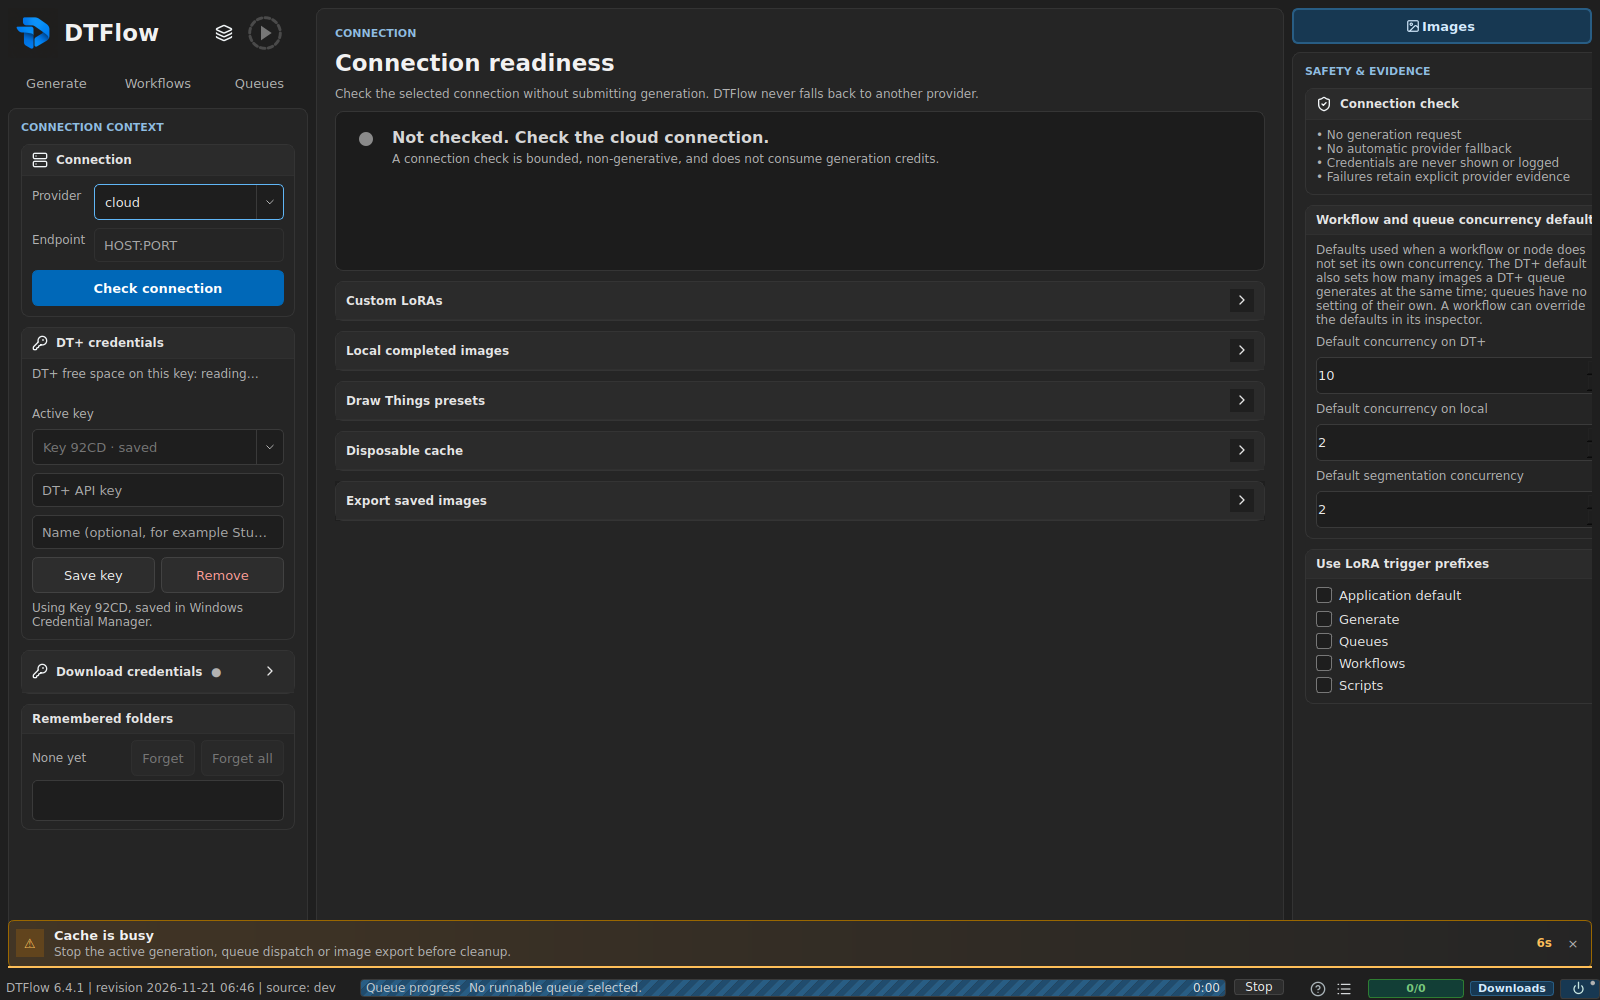 DTFlow
Generate
Workflows
Queues
CONNECTION CONTEXT
Connection
Provider
cloud
Endpoint
HOST:PORT
Check connection
DT+ credentials
DT+ free space on this key: reading...
Active key
Key 92CD · saved
DT+ API key
Name (optional, for example Stu...
Save key
Remove
Using Key 92CD, saved in Windows
Credential Manager.
Download credentials
Remembered folders
None yet
Forget
Forget all
CONNECTION
Connection readiness
Check the selected connection without submitting generation. DTFlow never falls back to another provider.
Not checked. Check the cloud connection.
A connection check is bounded, non-generative, and does not consume generation credits.
Custom LoRAs
Local completed images
Draw Things presets
Disposable cache
Export saved images
Images
SAFETY & EVIDENCE
Connection check
• No generation request
• No automatic provider fallback
• Credentials are never shown or logged
• Failures retain explicit provider evidence
Workflow and queue concurrency default
Defaults used when a workflow or node does
not set its own concurrency. The DT+ default
also sets how many images a DT+ queue
generates at the same time; queues have no
setting of their own. A workflow can override
the defaults in its inspector.
Default concurrency on DT+
10
Default concurrency on local
2
Default segmentation concurrency
2
Use LoRA trigger prefixes
Application default
Generate
Queues
Workflows
Scripts
Cache is busy
Stop the active generation, queue dispatch or image export before cleanup.
6s
DTFlow 6.4.1 | revision 2026-11-21 06:46 | source: dev
Queue progress No runnable queue selected.
0:00
Stop
0/0
Downloads